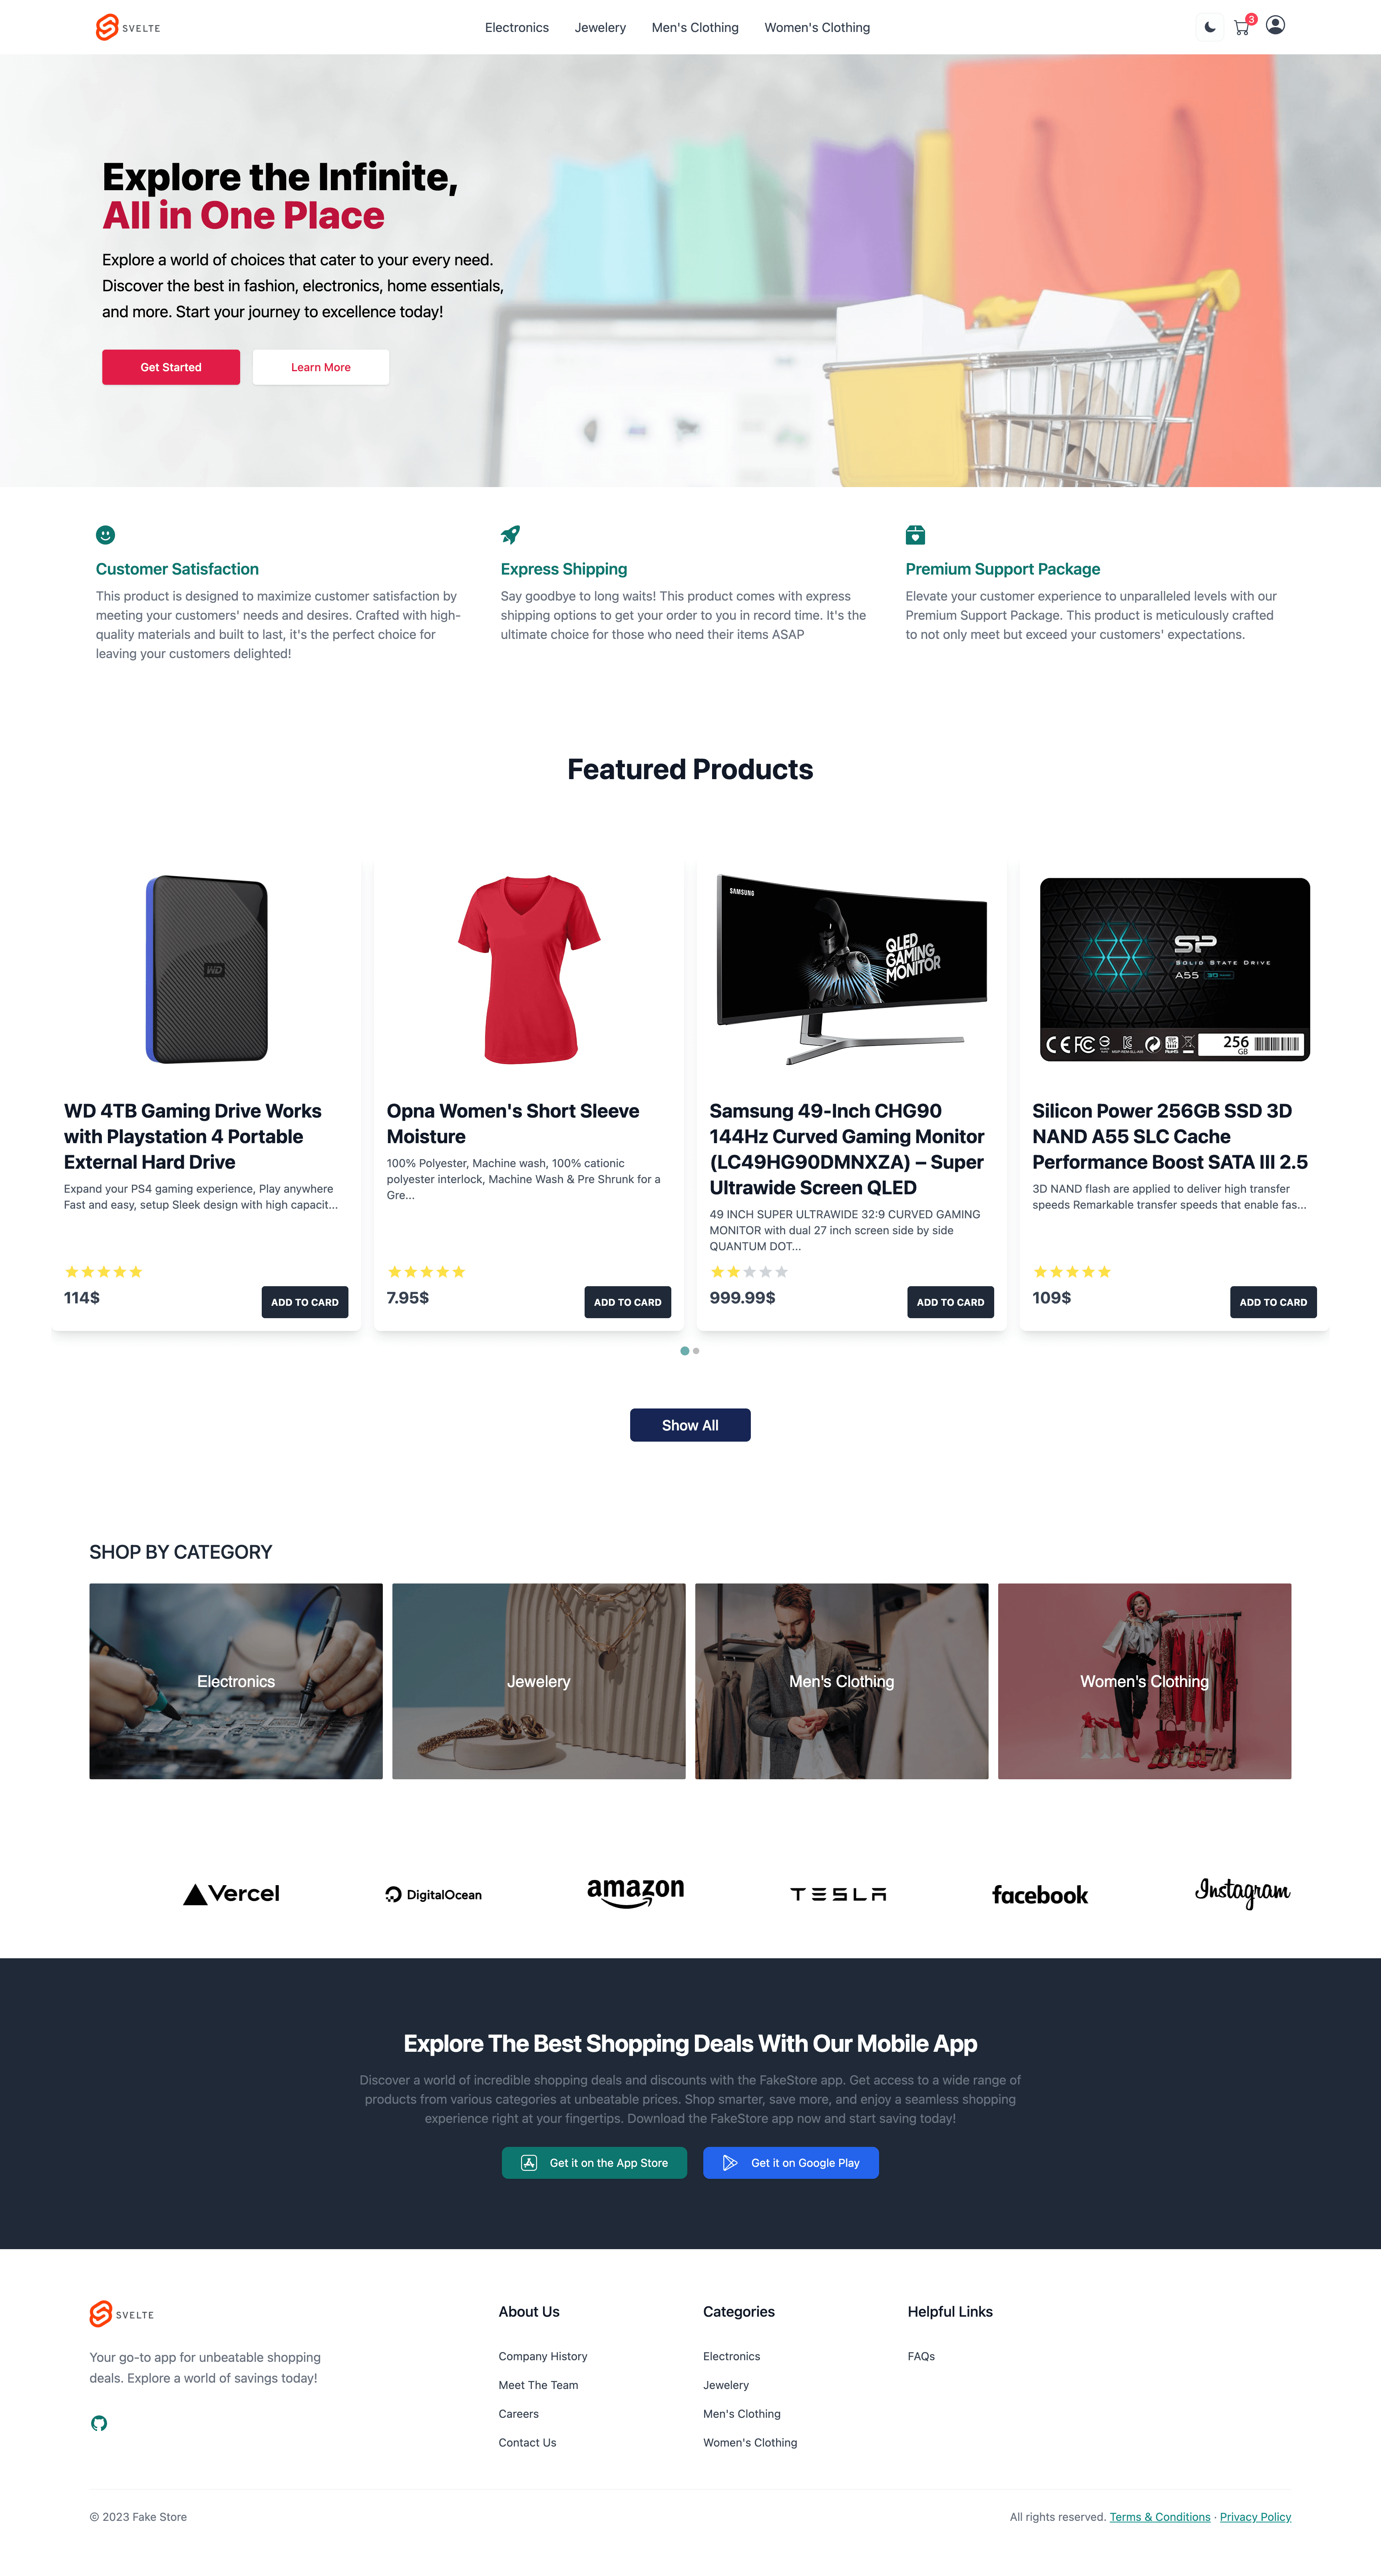 SVELTE
Electronics
Jewelery
Men's Clothing
Women's Clothing
3
Explore the Infinite,
All in One Place
Explore a world of choices that cater to your every need.
Discover the best in fashion, electronics, home essentials,
and more. Start your journey to excellence today!
Get Started
Learn More
Customer Satisfaction
This product is designed to maximize customer satisfaction by
meeting your customers' needs and desires. Crafted with high-
quality materials and built to last, it's the perfect choice for
leaving your customers delighted!
Express Shipping
Say goodbye to long waits! This product comes with express
shipping options to get your order to you in record time. It's the
ultimate choice for those who need their items ASAP
Premium Support Package
Elevate your customer experience to unparalleled levels with our
Premium Support Package. This product is meticulously crafted
to not only meet but exceed your customers' expectations.
Featured Products
WD
WD 4TB Gaming Drive Works
with Playstation 4 Portable
External Hard Drive
Expand your PS4 gaming experience, Play anywhere
Fast and easy, setup Sleek design with high capacit...
114$
ADD TO CARD
Opna Women's Short Sleeve
Moisture
100% Polyester, Machine wash, 100% cationic
polyester interlock, Machine Wash & Pre Shrunk for a
Gre...
7.95$
ADD TO CARD
SAMSUNG
QLED
GAMING
MONITOR
Samsung 49-Inch CHG90
144Hz Curved Gaming Monitor
(LC49HG90DMNXZA) – Super
Ultrawide Screen QLED
49 INCH SUPER ULTRAWIDE 32:9 CURVED GAMING
MONITOR with dual 27 inch screen side by side
QUANTUM DOT...
999.99$
ADD TO CARD
SP
SOLID STATE DRIVE
A55
CE FC
256
GB
Silicon Power 256GB SSD 3D
NAND A55 SLC Cache
Performance Boost SATA III 2.5
3D NAND flash are applied to deliver high transfer
speeds Remarkable transfer speeds that enable fas...
109$
ADD TO CARD
Show All
SHOP BY CATEGORY
Electronics
Jewelery
Men's Clothing
Women's Clothing
Vercel
DigitalOcean
amazon
TESLA
facebook
Instagram
Explore The Best Shopping Deals With Our Mobile App
Discover a world of incredible shopping deals and discounts with the FakeStore app. Get access to a wide range of
products from various categories at unbeatable prices. Shop smarter, save more, and enjoy a seamless shopping
experience right at your fingertips. Download the FakeStore app now and start saving today!
Get it on the App Store
Get it on Google Play
SVELTE
Your go-to app for unbeatable shopping
deals. Explore a world of savings today!
About Us
Company History
Meet The Team
Careers
Contact Us
Categories
Electronics
Jewelery
Men's Clothing
Women's Clothing
Helpful Links
FAQs
© 2023 Fake Store
All rights reserved. Terms & Conditions · Privacy Policy